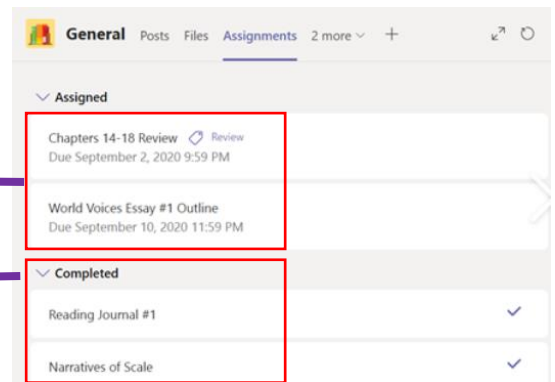 General Posts Files Assignments 2 more
Assigned
Chapters 14-18 Review Review
Due September 2, 2020 9:59 PM
World Voices Essay #1 Outline
Due September 10, 2020 11:59 PM
Completed
Reading Journal #1
Narratives of Scale